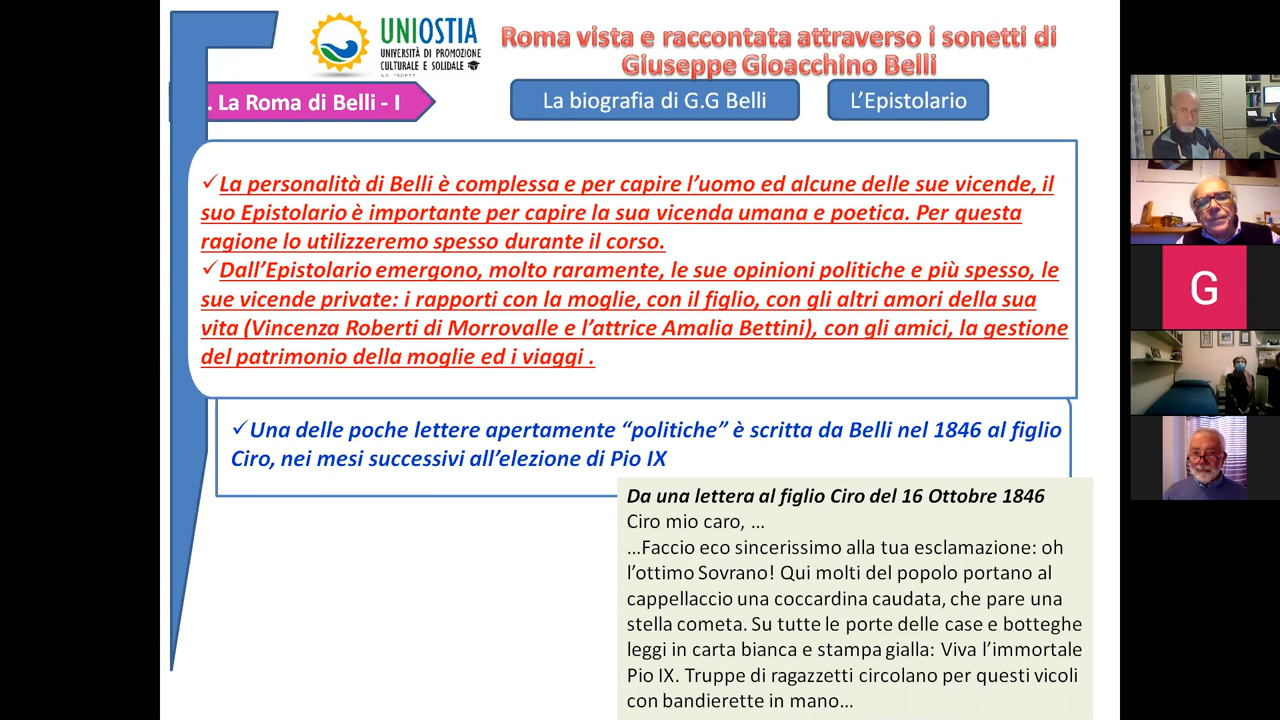 UNIOSTIA
UNIVERSITÀ DI PROMOZIONE
CULTURALE E SOLIDALE
Roma vista e raccontata attraverso i sonetti di
Giuseppe Gioacchino Belli
. La Roma di Belli - I
La biografia di G.G Belli
L'Epistolario
✓La personalità di Belli è complessa e per capire l'uomo ed alcune delle sue vicende, il
suo Epistolario è importante per capire la sua vicenda umana e poetica. Per questa
ragione lo utilizzeremo spesso durante il corso.
✓Dall'Epistolario emergono, molto raramente, le sue opinioni politiche e più spesso, le
sue vicende private: i rapporti con la moglie, con il figlio, con gli altri amori della sua
vita (Vincenza Roberti di Morrovalle e l'attrice Amalia Bettini), con gli amici, la gestione
del patrimonio della moglie ed i viaggi .
✓Una delle poche lettere apertamente “politiche” è scritta da Belli nel 1846 al figlio
Ciro, nei mesi successivi all'elezione di Pio IX
Da una lettera al figlio Ciro del 16 Ottobre 1846
Ciro mio caro, …
…Faccio eco sincerissimo alla tua esclamazione: oh
l'ottimo Sovrano! Qui molti del popolo portano al
cappellaccio una coccardina caudata, che pare una
stella cometa. Su tutte le porte delle case e botteghe
leggi in carta bianca e stampa gialla: Viva l'immortale
Pio IX. Truppe di ragazzetti circolano per questi vicoli
con bandierette in mano…
G